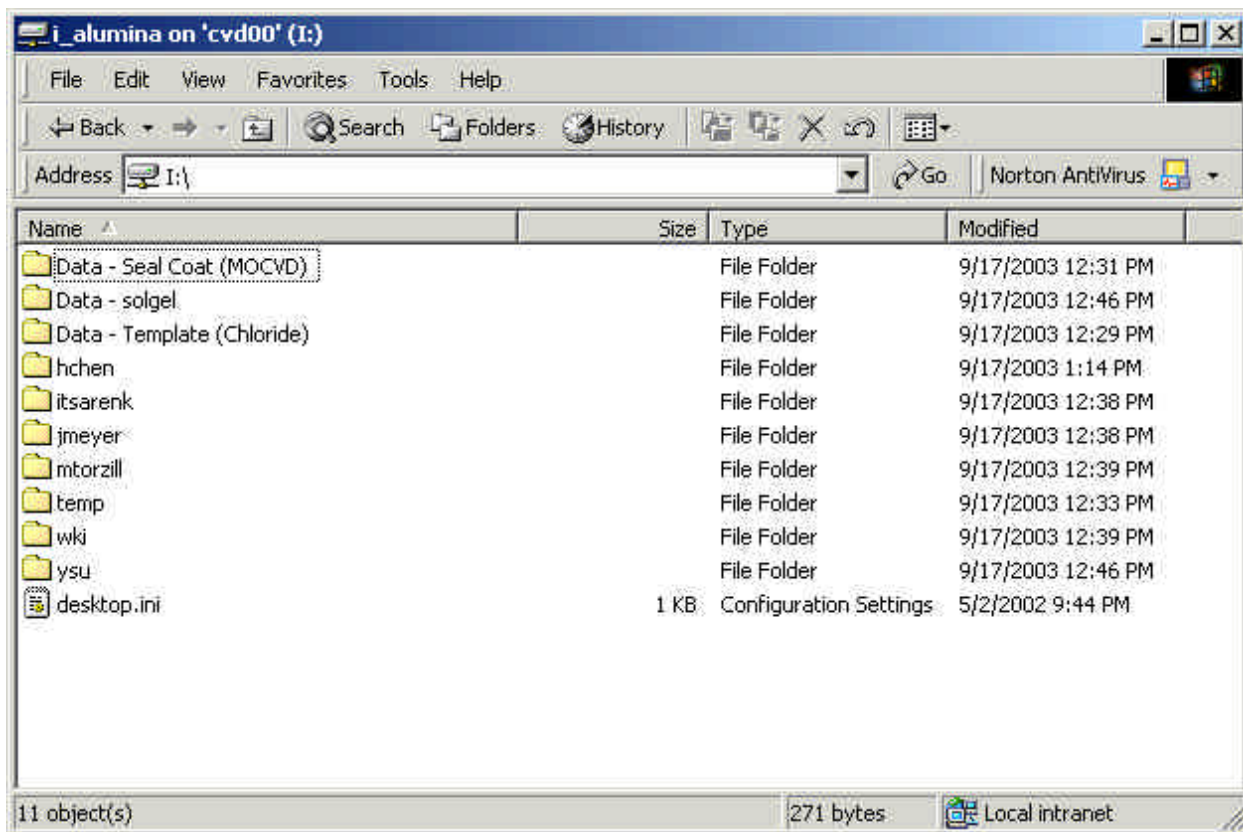 i_alumina on 'cvd00' (I:)
File Edit View Favorites Tools Help
Back Search Folders History
Address I:\ Go Norton AntiVirus
Name Size Type Modified
Data - Seal Coat (MOCVD) File Folder 9/17/2003 12:31 PM
Data - solgel File Folder 9/17/2003 12:46 PM
Data - Template (Chloride) File Folder 9/17/2003 12:29 PM
hchen File Folder 9/17/2003 1:14 PM
itsarenk File Folder 9/17/2003 12:38 PM
jmeyer File Folder 9/17/2003 12:38 PM
mtorzill File Folder 9/17/2003 12:39 PM
temp File Folder 9/17/2003 12:33 PM
wki File Folder 9/17/2003 12:39 PM
ysu File Folder 9/17/2003 12:46 PM
desktop.ini 1 KB Configuration Settings 5/2/2002 9:44 PM
11 object(s) 271 bytes Local intranet